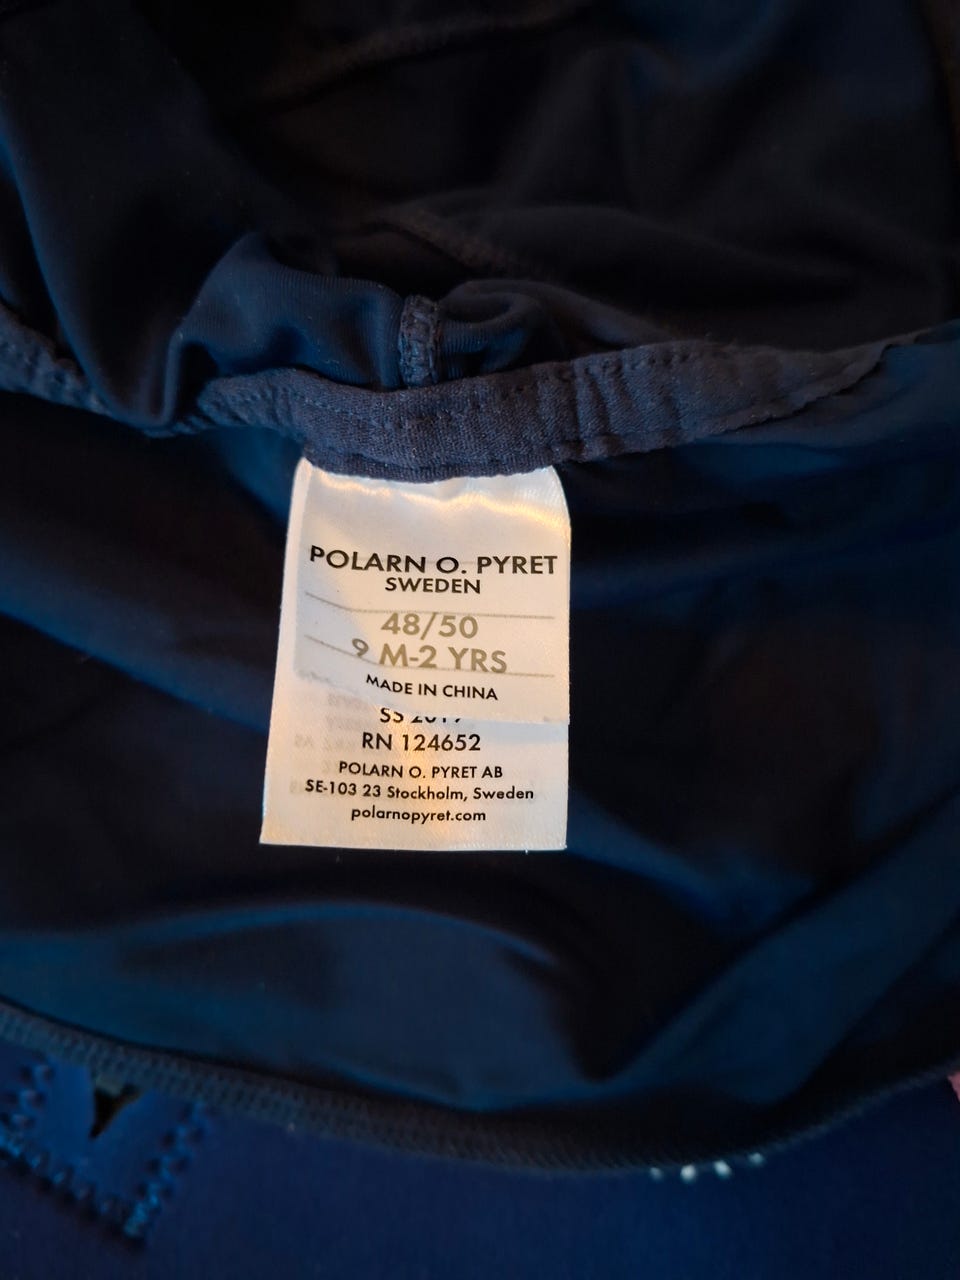 POLARN O. PYRET
SWEDEN
48/50
9 M-2 YRS
MADE IN CHINA
RN 124652
POLARN O. PYRET AB
SE-103 23 Stockholm, Sweden
polarnopyret.com